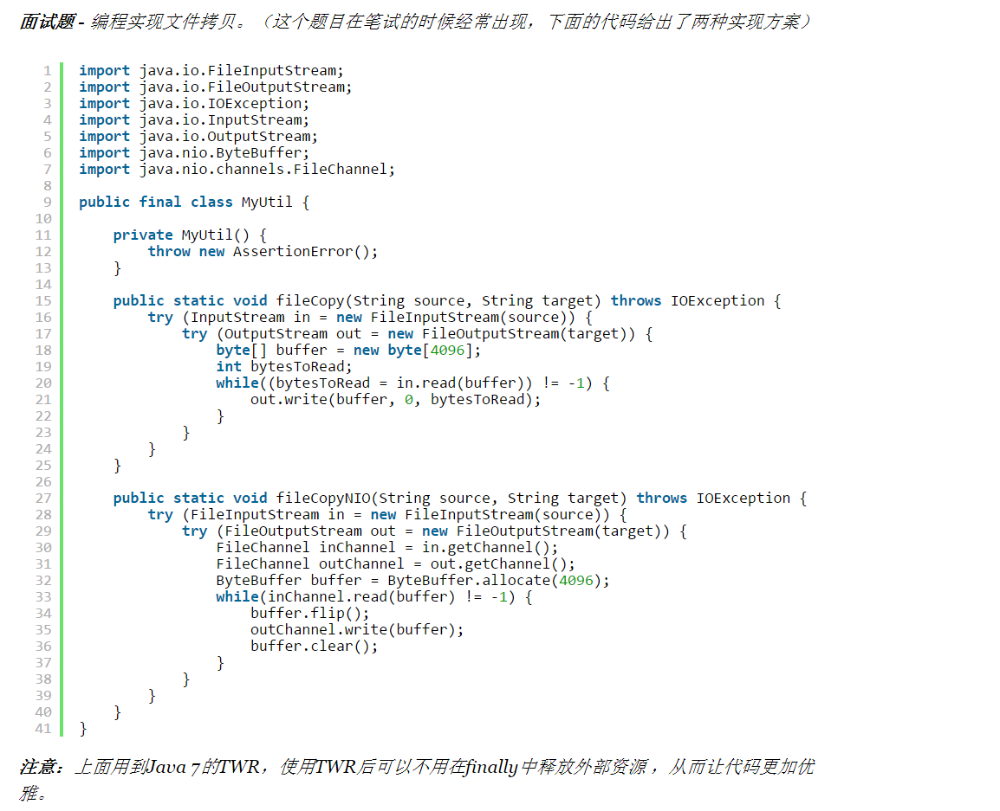 面试题 - 编程实现文件拷贝。（这个题目在笔试的时候经常出现，下面的代码给出了两种实现方案）
1 import java.io.FileInputStream;
2 import java.io.FileOutputStream;
3 import java.io.IOException;
4 import java.io.InputStream;
5 import java.io.OutputStream;
6 import java.nio.ByteBuffer;
7 import java.nio.channels.FileChannel;
8
9 public final class MyUtil {
10
11     private MyUtil() {
12         throw new AssertionError();
13     }
14
15     public static void fileCopy(String source, String target) throws IOException {
16         try (InputStream in = new FileInputStream(source)) {
17             try (OutputStream out = new FileOutputStream(target)) {
18                 byte[] buffer = new byte[4096];
19                 int bytesToRead;
20                 while((bytesToRead = in.read(buffer)) != -1) {
21                     out.write(buffer, 0, bytesToRead);
22                 }
23             }
24         }
25     }
26
27     public static void fileCopyNIO(String source, String target) throws IOException {
28         try (FileInputStream in = new FileInputStream(source)) {
29             try (FileOutputStream out = new FileOutputStream(target)) {
30                 FileChannel inChannel = in.getChannel();
31                 FileChannel outChannel = out.getChannel();
32                 ByteBuffer buffer = ByteBuffer.allocate(4096);
33                 while(inChannel.read(buffer) != -1) {
34                     buffer.flip();
35                     outChannel.write(buffer);
36                     buffer.clear();
37                 }
38             }
39         }
40     }
41 }
注意：上面用到Java 7的TWR，使用TWR后可以不用在finally中释放外部资源 ，从而让代码更加优
雅。